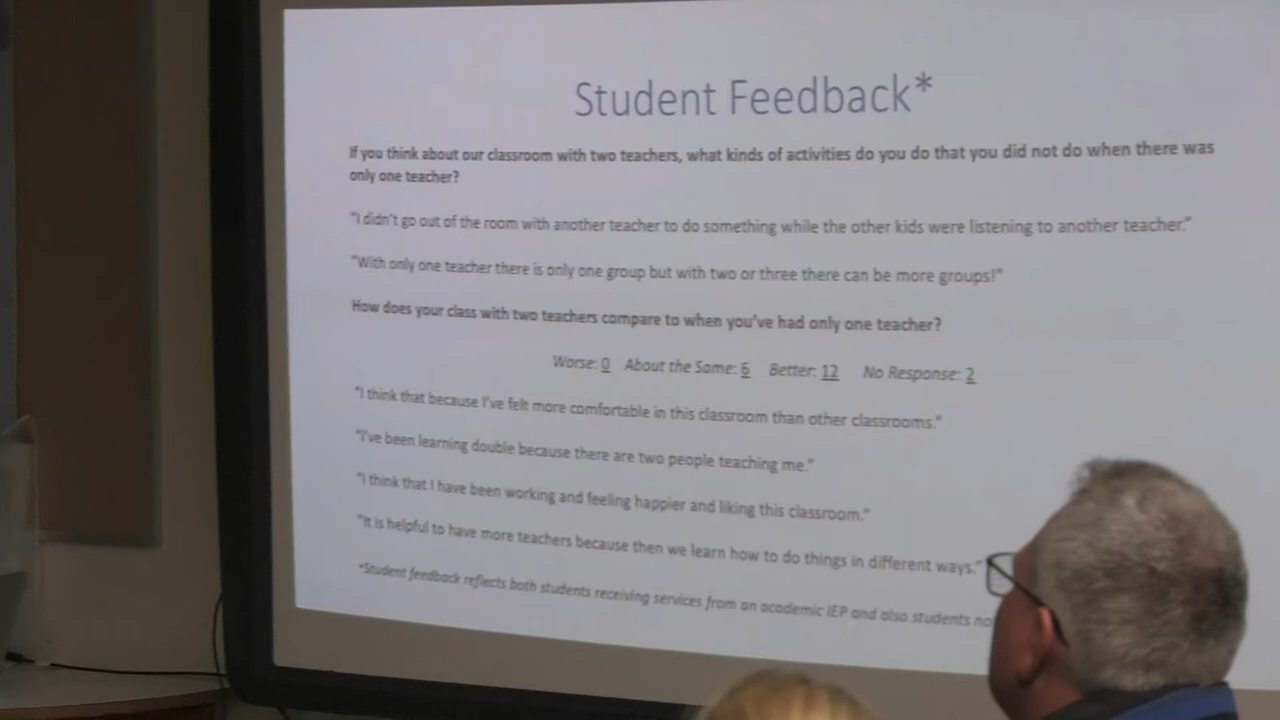 Student Feedback*
If you think about our classroom with two teachers, what kinds of activities do you do that you did not do when there was
only one teacher?
"I didn't go out of the room with another teacher to do something while the other kids were listening to another teacher."
"With only one teacher there is only one group but with two or three there can be more groups!"
How does your class with two teachers compare to when you've had only one teacher?
Worse: 0 About the Same: 6 Better: 12 No Response: 2
"I think that because I've felt more comfortable in this classroom than other classrooms."
"I've been learning double because there are two people teaching me."
"I think that I have been working and feeling happier and liking this classroom."
"It is helpful to have more teachers because then we learn how to do things in different ways."
*Student feedback reflects both students receiving services from an academic IEP and also students no